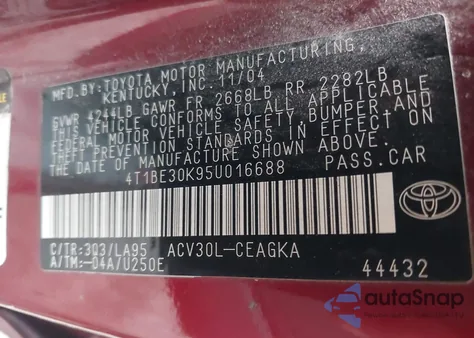 MFD.BY:TOYOTA MOTOR MANUFACTURING,
KENTUCKY, INC. 11/04
GVWR 4244LB GAWR FR 2668LB RR 2282LB
THIS VEHICLE CONFORMS TO ALL APPLICABLE
FEDERAL MOTOR VEHICLE SAFETY, BUMPER AND
THEFT PREVENTION STANDARDS IN EFFECT ON
THE DATE OF MANUFACTURE SHOWN ABOVE.
4T1BE30K95U016688 PASS.CAR
C/TR:3Q3/LA95 ACV30L-CEAGKA
A/TM:-04A/U250E 44432
autoSnap